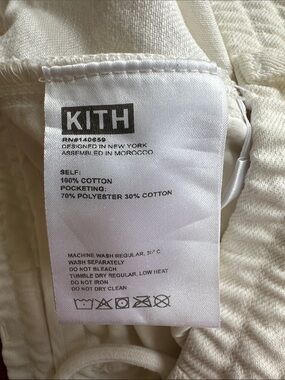 KITH
RN#140659
DESIGNED IN NEW YORK
ASSEMBLED IN MOROCCO
SELF:
100% COTTON
POCKETING:
70% POLYESTER 30% COTTON
MACHINE WASH REGULAR, 30° C
WASH SEPARATELY
DO NOT BLEACH
TUMBLE DRY REGULAR, LOW HEAT
DO NOT IRON
DO NOT DRY CLEAN